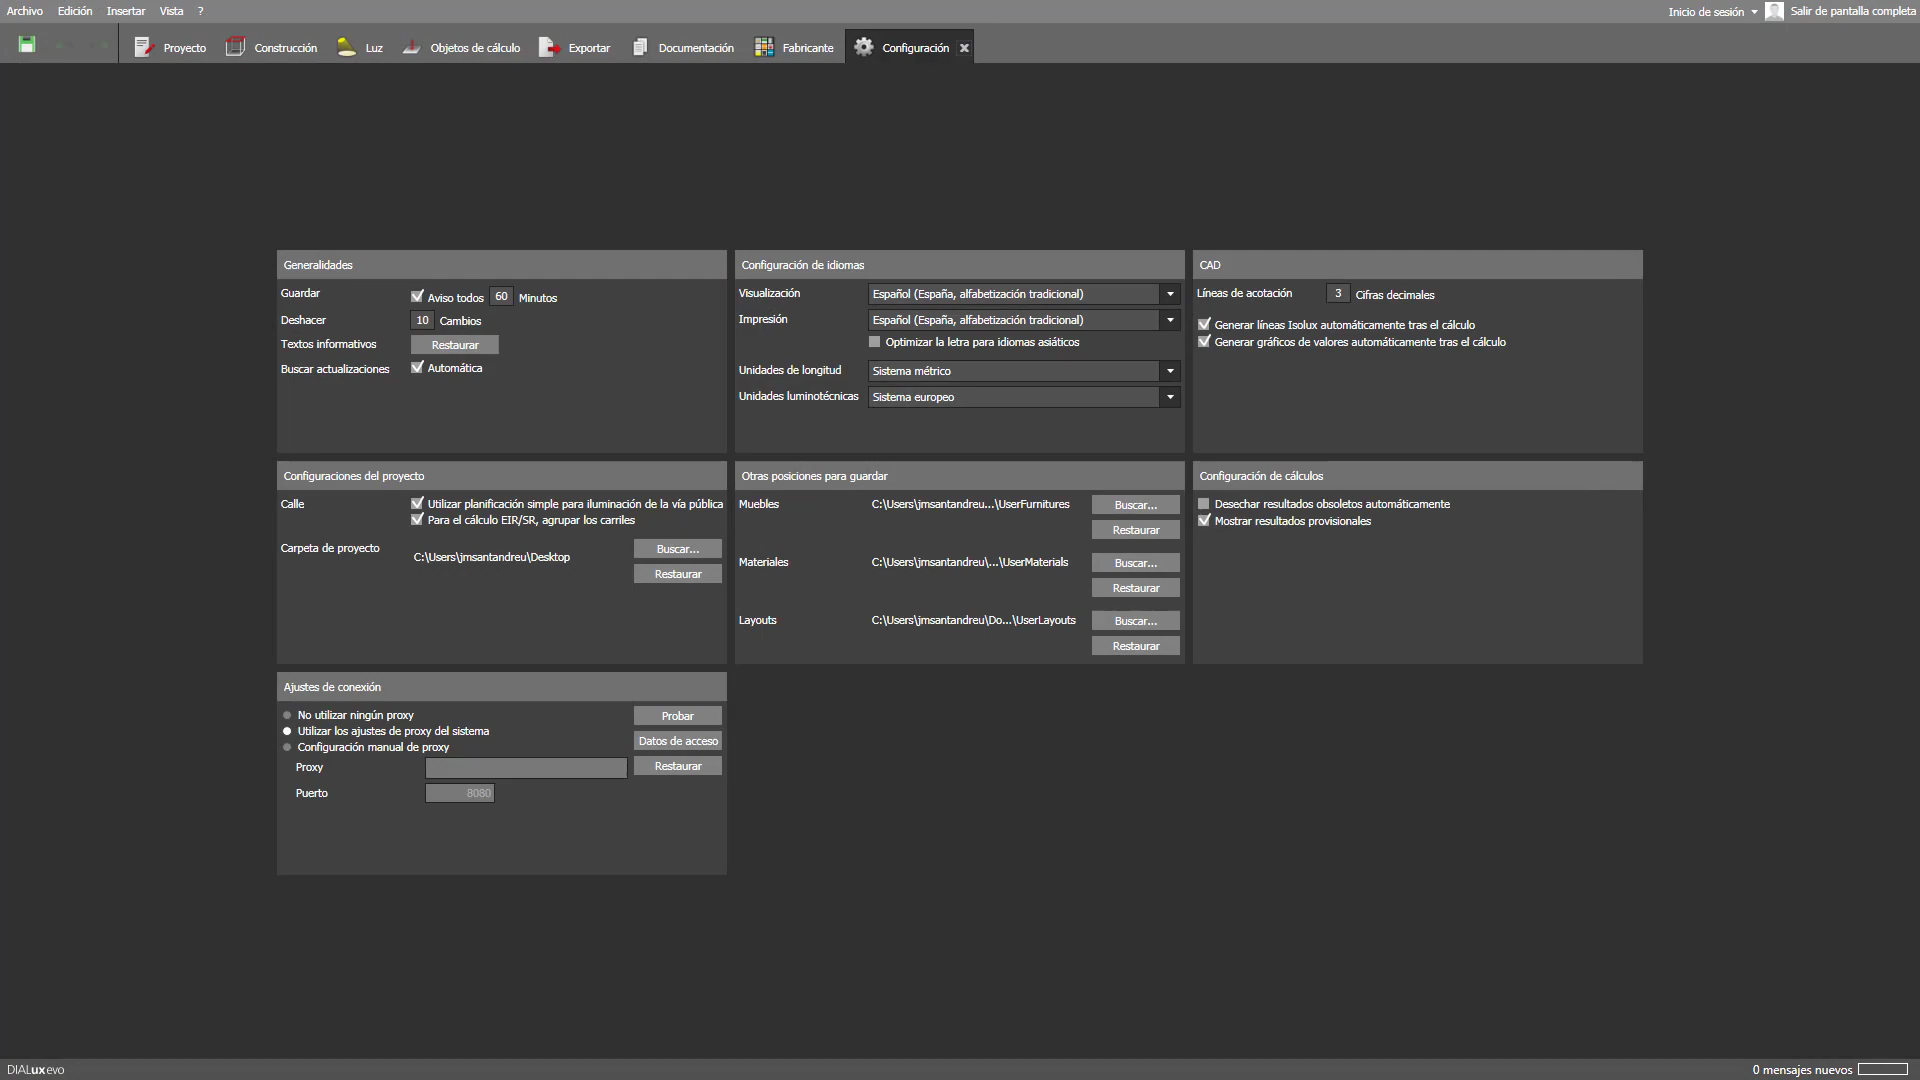 Archivo Edición Insertar Vista ?
Inicio de sesión Salir de pantalla completa
Proyecto Construcción Luz Objetos de cálculo Exportar Documentación Fabricante Configuración
Generalidades
Guardar Aviso todos 60 Minutos
Deshacer 10 Cambios
Textos informativos Restaurar
Buscar actualizaciones Automática
Configuración de idiomas
Visualización Español (España, alfabetización tradicional)
Impresión Español (España, alfabetización tradicional)
Optimizar la letra para idiomas asiáticos
Unidades de longitud Sistema métrico
Unidades luminotécnicas Sistema europeo
CAD
Líneas de acotación 3 Cifras decimales
Generar líneas Isolux automáticamente tras el cálculo
Generar gráficos de valores automáticamente tras el cálculo
Configuraciones del proyecto
Calle Utilizar planificación simple para iluminación de la vía pública
Para el cálculo EIR/SR, agrupar los carriles
Carpeta de proyecto C:\Users\jmsantandreu\Desktop Buscar...
Restaurar
Otras posiciones para guardar
Muebles C:\Users\jmsantandreu...\UserFurnitures Buscar...
Restaurar
Materiales C:\Users\jmsantandreu\...\UserMaterials Buscar...
Restaurar
Layouts C:\Users\jmsantandreu\Do...\UserLayouts Buscar...
Restaurar
Configuración de cálculos
Desechar resultados obsoletos automáticamente
Mostrar resultados provisionales
Ajustes de conexión
No utilizar ningún proxy Probar
Utilizar los ajustes de proxy del sistema
Datos de acceso
Configuración manual de proxy
Proxy Restaurar
Puerto 8080
DIALux evo
0 mensajes nuevos